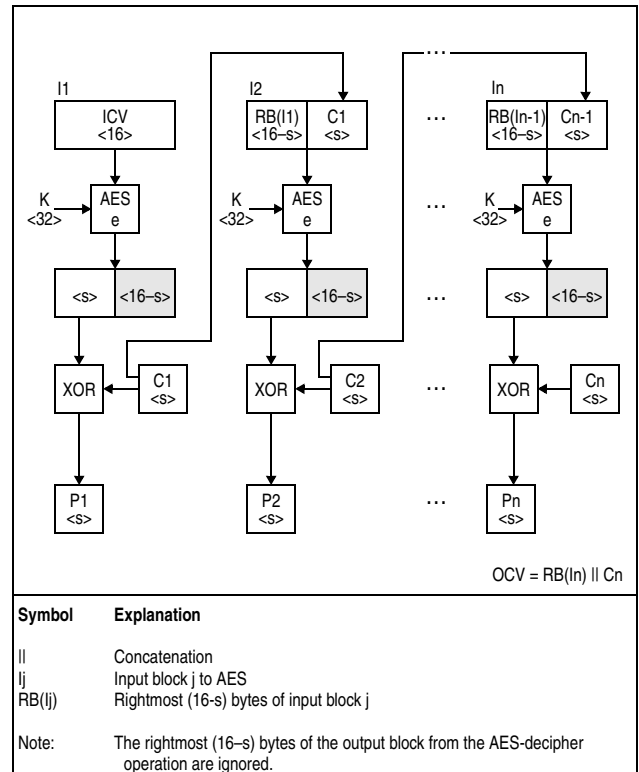 ...
I1 I2 In
ICV RB(I1) C1 ... RB(In-1) Cn-1
<16> <16–s> <s> <16–s> <s>
K AES K AES ... K AES
<32> e <32> e <32> e
<s> <16–s> <s> <16–s> ... <s> <16–s>
XOR C1 XOR C2 ... XOR Cn
<s> <s> <s>
P1 P2 ... Pn
<s> <s> <s>
OCV = RB(In) || Cn
Symbol Explanation
|| Concatenation
Ij Input block j to AES
RB(Ij) Rightmost (16-s) bytes of input block j
Note: The rightmost (16–s) bytes of the output block from the AES-decipher
operation are ignored.